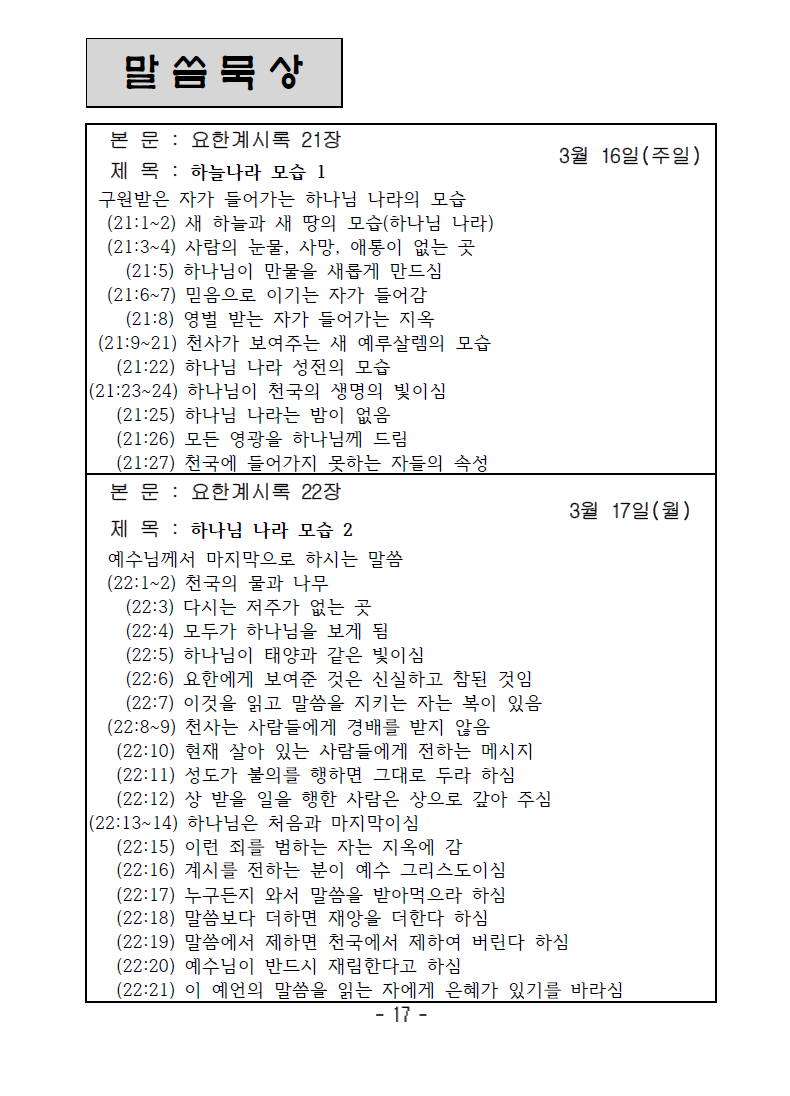 말씀묵상
본 문 : 요한계시록 21장
3월 16일(주일)
제 목 : 하늘나라 모습 1
구원받은 자가 들어가는 하나님 나라의 모습
(21:1~2) 새 하늘과 새 땅의 모습(하나님 나라)
(21:3~4) 사람의 눈물, 사망, 애통이 없는 곳
(21:5) 하나님이 만물을 새롭게 만드심
(21:6~7) 믿음으로 이기는 자가 들어감
(21:8) 영벌 받는 자가 들어가는 지옥
(21:9~21) 천사가 보여주는 새 예루살렘의 모습
(21:22) 하나님 나라 성전의 모습
(21:23~24) 하나님이 천국의 생명의 빛이심
(21:25) 하나님 나라는 밤이 없음
(21:26) 모든 영광을 하나님께 드림
(21:27) 천국에 들어가지 못하는 자들의 속성
본 문 : 요한계시록 22장
3월 17일(월)
제 목 : 하나님 나라 모습 2
예수님께서 마지막으로 하시는 말씀
(22:1~2) 천국의 물과 나무
(22:3) 다시는 저주가 없는 곳
(22:4) 모두가 하나님을 보게 됨
(22:5) 하나님이 태양과 같은 빛이심
(22:6) 요한에게 보여준 것은 신실하고 참된 것임
(22:7) 이것을 읽고 말씀을 지키는 자는 복이 있음
(22:8~9) 천사는 사람들에게 경배를 받지 않음
(22:10) 현재 살아 있는 사람들에게 전하는 메시지
(22:11) 성도가 불의를 행하면 그대로 두라 하심
(22:12) 상 받을 일을 행한 사람은 상으로 갚아 주심
(22:13~14) 하나님은 처음과 마지막이심
(22:15) 이런 죄를 범하는 자는 지옥에 감
(22:16) 계시를 전하는 분이 예수 그리스도이심
(22:17) 누구든지 와서 말씀을 받아먹으라 하심
(22:18) 말씀보다 더하면 재앙을 더한다 하심
(22:19) 말씀에서 제하면 천국에서 제하여 버린다 하심
(22:20) 예수님이 반드시 재림한다고 하심
(22:21) 이 예언의 말씀을 읽는 자에게 은혜가 있기를 바라심
- 17 -